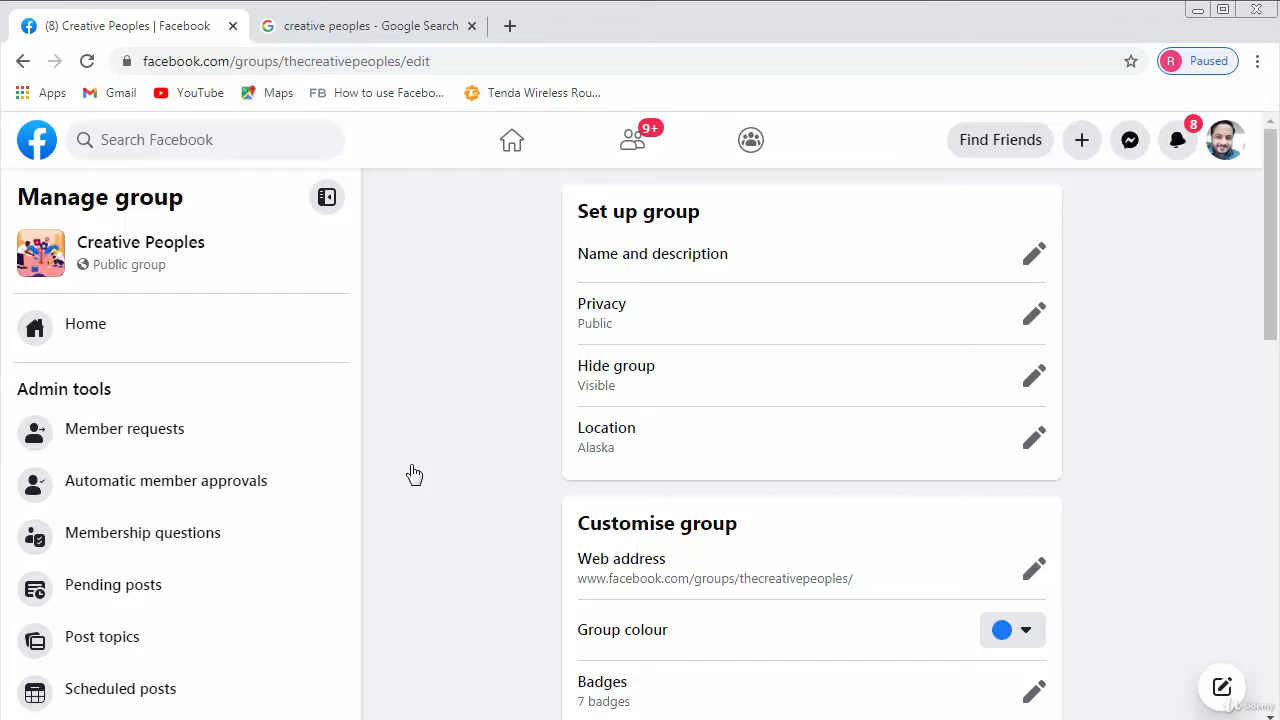 (8) Creative Peoples | Facebook
creative peoples - Google Search
facebook.com/groups/thecreativepeoples/edit
R Paused
Apps
Gmail
YouTube
Maps
FB How to use Facebo...
Tenda Wireless Rou...
Search Facebook
9+
Find Friends
8
Manage group
Creative Peoples
Public group
Home
Admin tools
Member requests
Automatic member approvals
Membership questions
Pending posts
Post topics
Scheduled posts
Set up group
Name and description
Privacy
Public
Hide group
Visible
Location
Alaska
Customise group
Web address
www.facebook.com/groups/thecreativepeoples/
Group colour
Badges
7 badges
Udemy